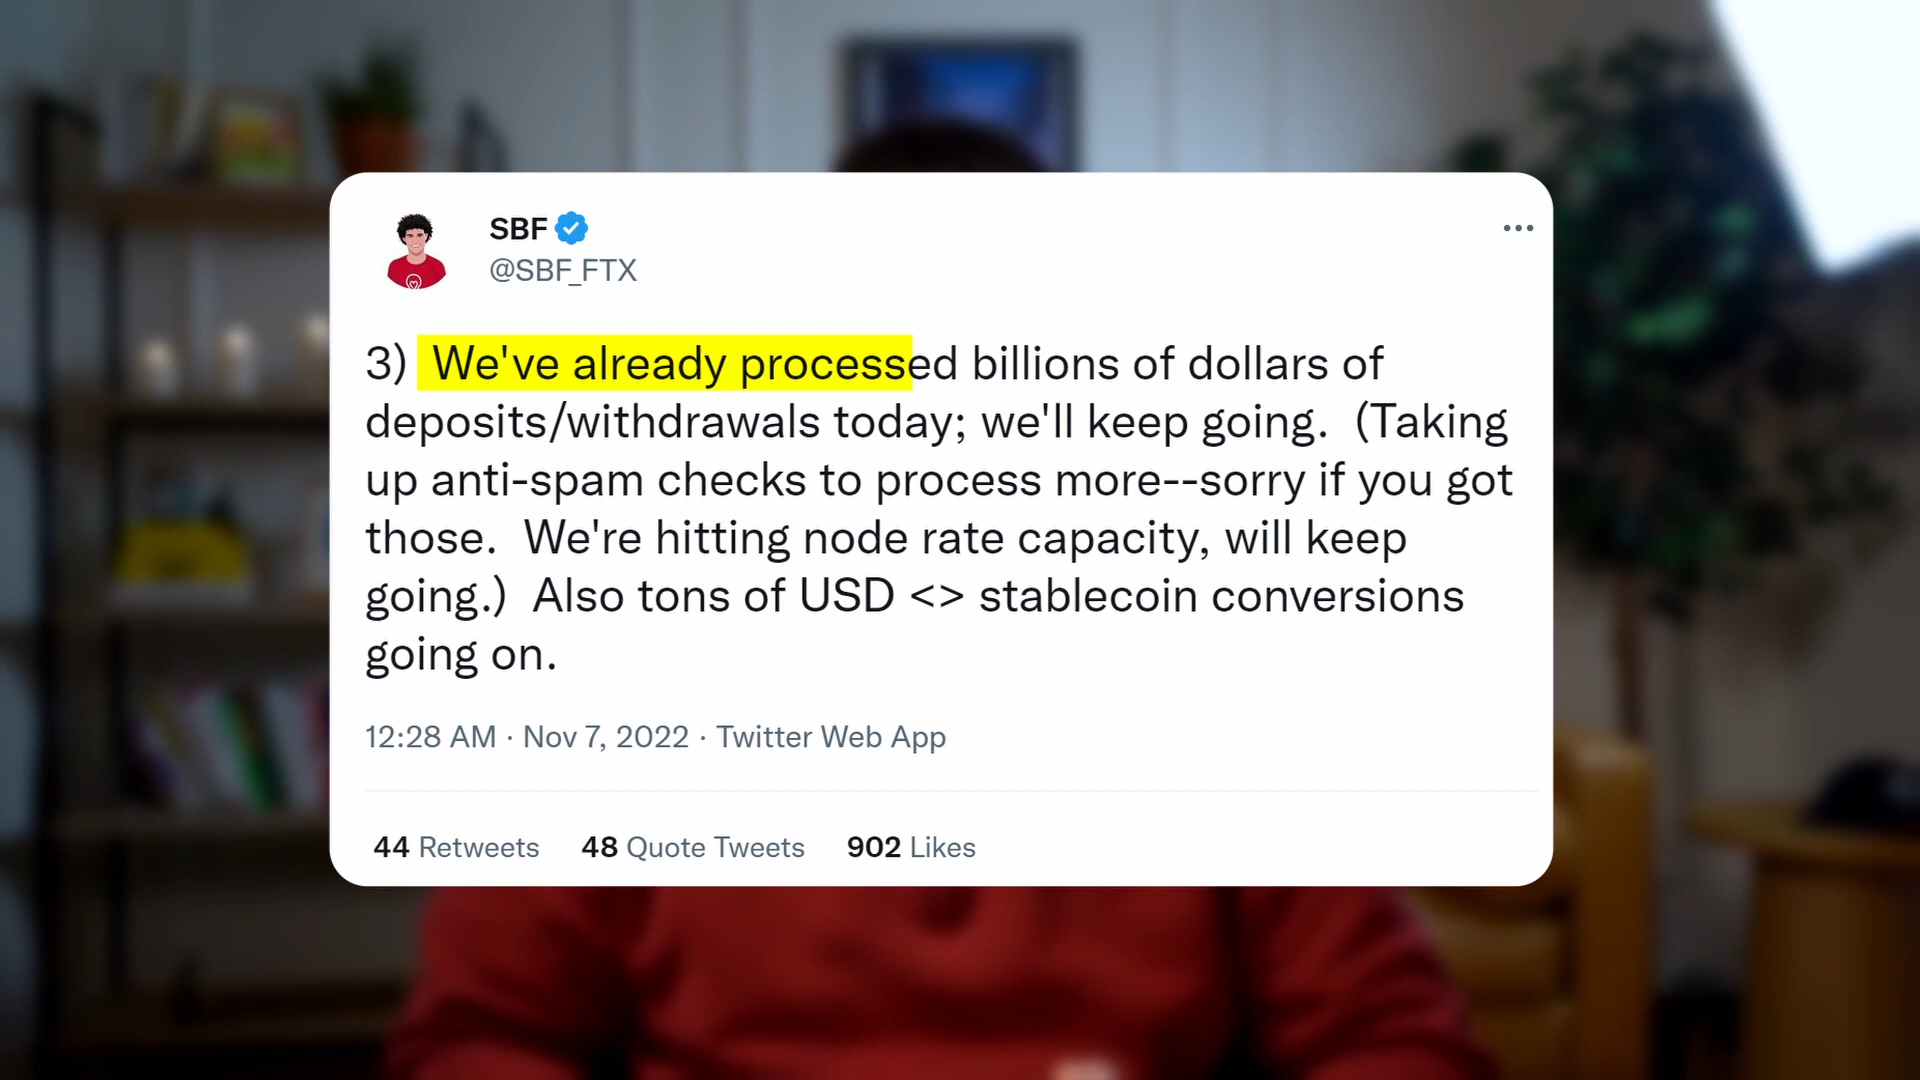 SBF
@SBF_FTX
3) We've already processed billions of dollars of
deposits/withdrawals today; we'll keep going. (Taking
up anti-spam checks to process more--sorry if you got
those. We're hitting node rate capacity, will keep
going.) Also tons of USD <> stablecoin conversions
going on.
12:28 AM · Nov 7, 2022 · Twitter Web App
44 Retweets 48 Quote Tweets 902 Likes